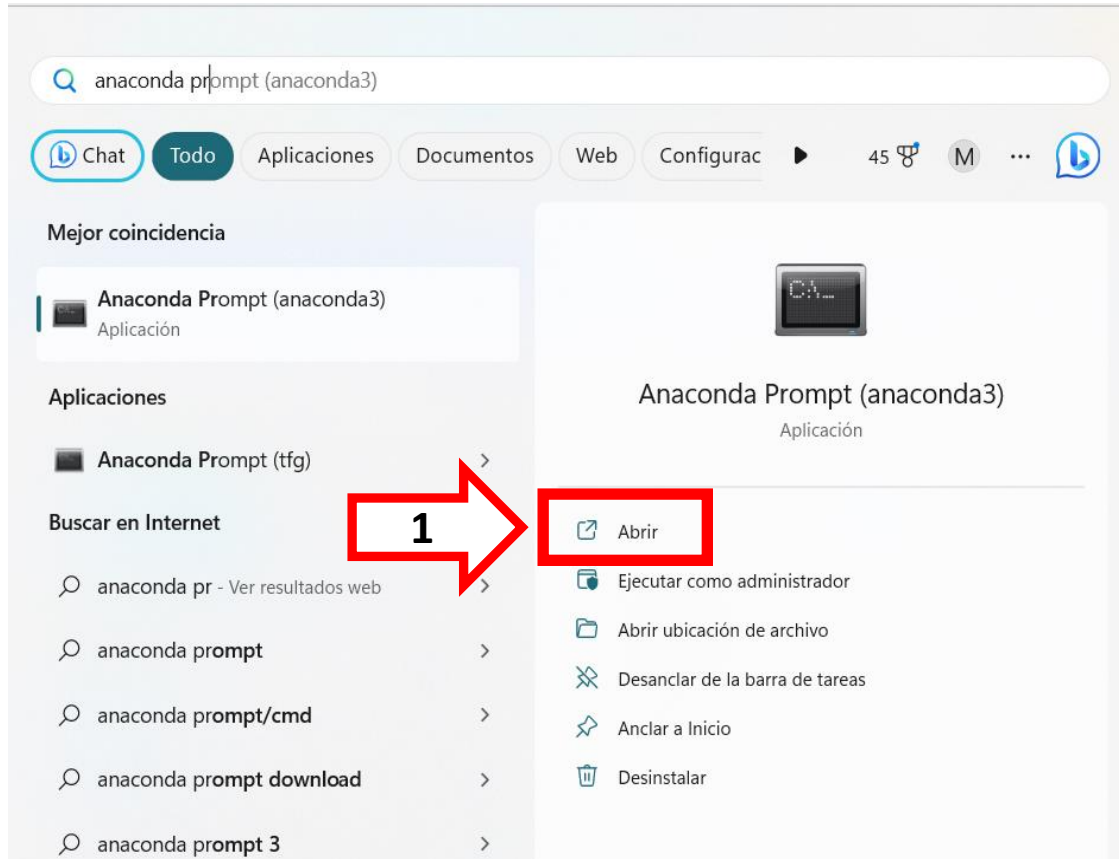 anaconda prompt (anaconda3)
Chat
Todo
Aplicaciones
Documentos
Web
Configurac
45
M
...
Mejor coincidencia
Anaconda Prompt (anaconda3)
Aplicación
Aplicaciones
Anaconda Prompt (tfg)
Buscar en Internet
anaconda pr - Ver resultados web
anaconda prompt
anaconda prompt/cmd
anaconda prompt download
anaconda prompt 3
1
C:\_
Anaconda Prompt (anaconda3)
Aplicación
Abrir
Ejecutar como administrador
Abrir ubicación de archivo
Desanclar de la barra de tareas
Anclar a Inicio
Desinstalar